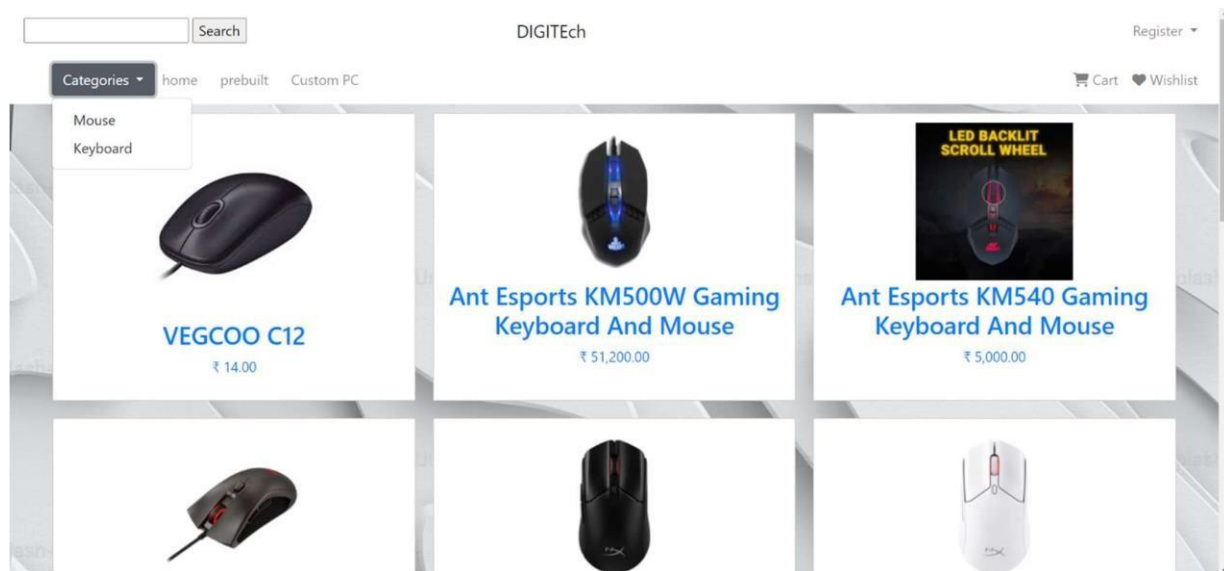 Search
DIGITEch
Register
Categories
home
prebuilt
Custom PC
Cart
Wishlist
Mouse
Keyboard
LED BACKLIT
SCROLL WHEEL
VEGCOO C12
₹ 14.00
Ant Esports KM500W Gaming
Keyboard And Mouse
₹ 51,200.00
Ant Esports KM540 Gaming
Keyboard And Mouse
₹ 5,000.00